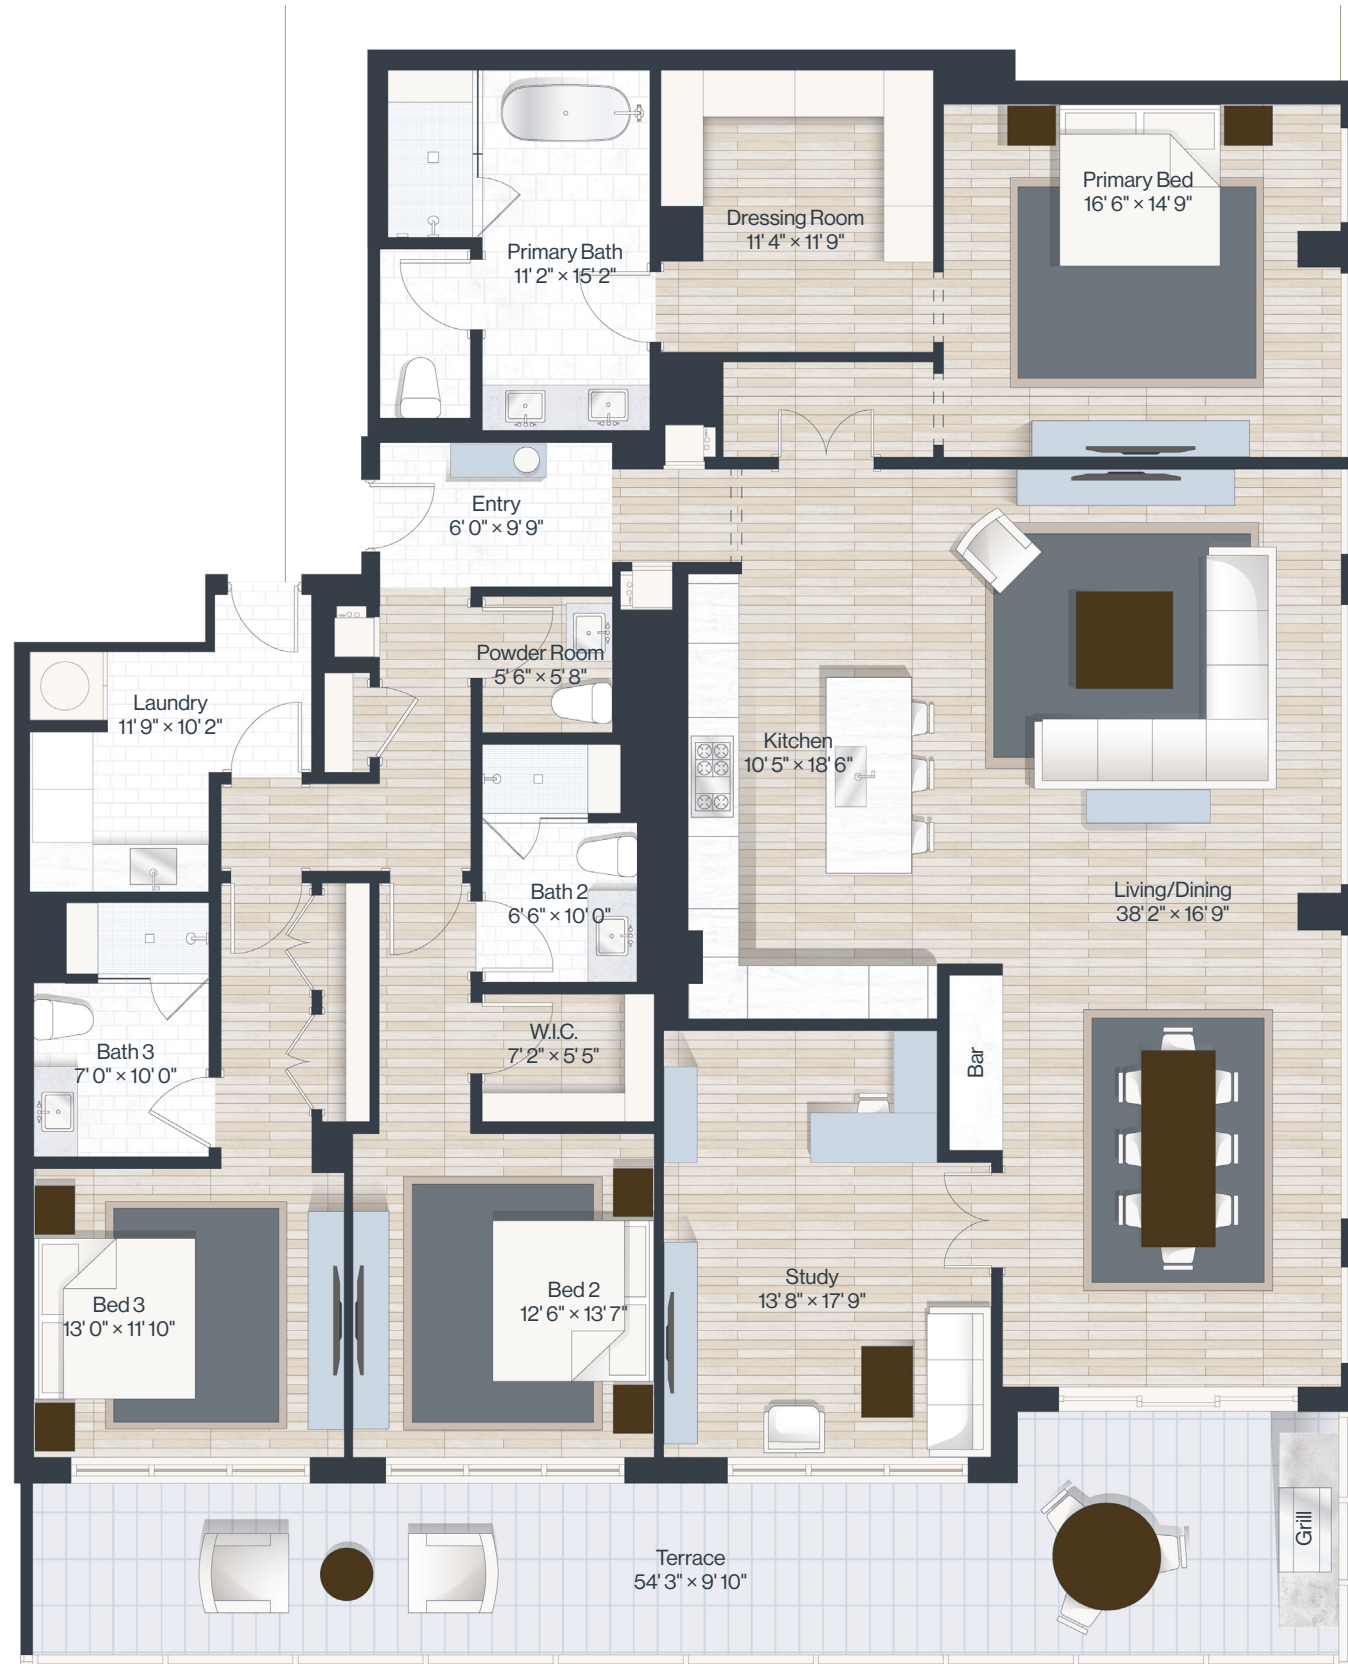 Primary Bed
16' 6" × 14' 9"
Dressing Room
11' 4" × 11' 9"
Primary Bath
11' 2" × 15' 2"
Entry
6' 0" × 9' 9"
Powder Room
5' 6" × 5' 8"
Laundry
11' 9" × 10' 2"
Kitchen
10' 5" × 18' 6"
Living/Dining
38' 2" × 16' 9"
Bath 2
6' 6" × 10' 0"
W.I.C.
7' 2" × 5' 5"
Bath 3
7' 0" × 10' 0"
Bar
Study
13' 8" × 17' 9"
Bed 2
12' 6" × 13' 7"
Bed 3
13' 0" × 11' 10"
Grill
Terrace
54' 3" × 9' 10"